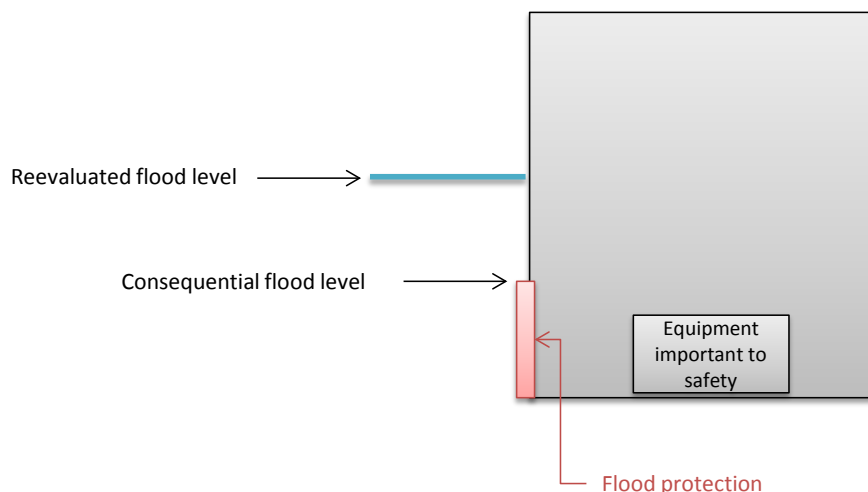 Reevaluated flood level
Consequential flood level
Equipment
important to
safety
Flood protection